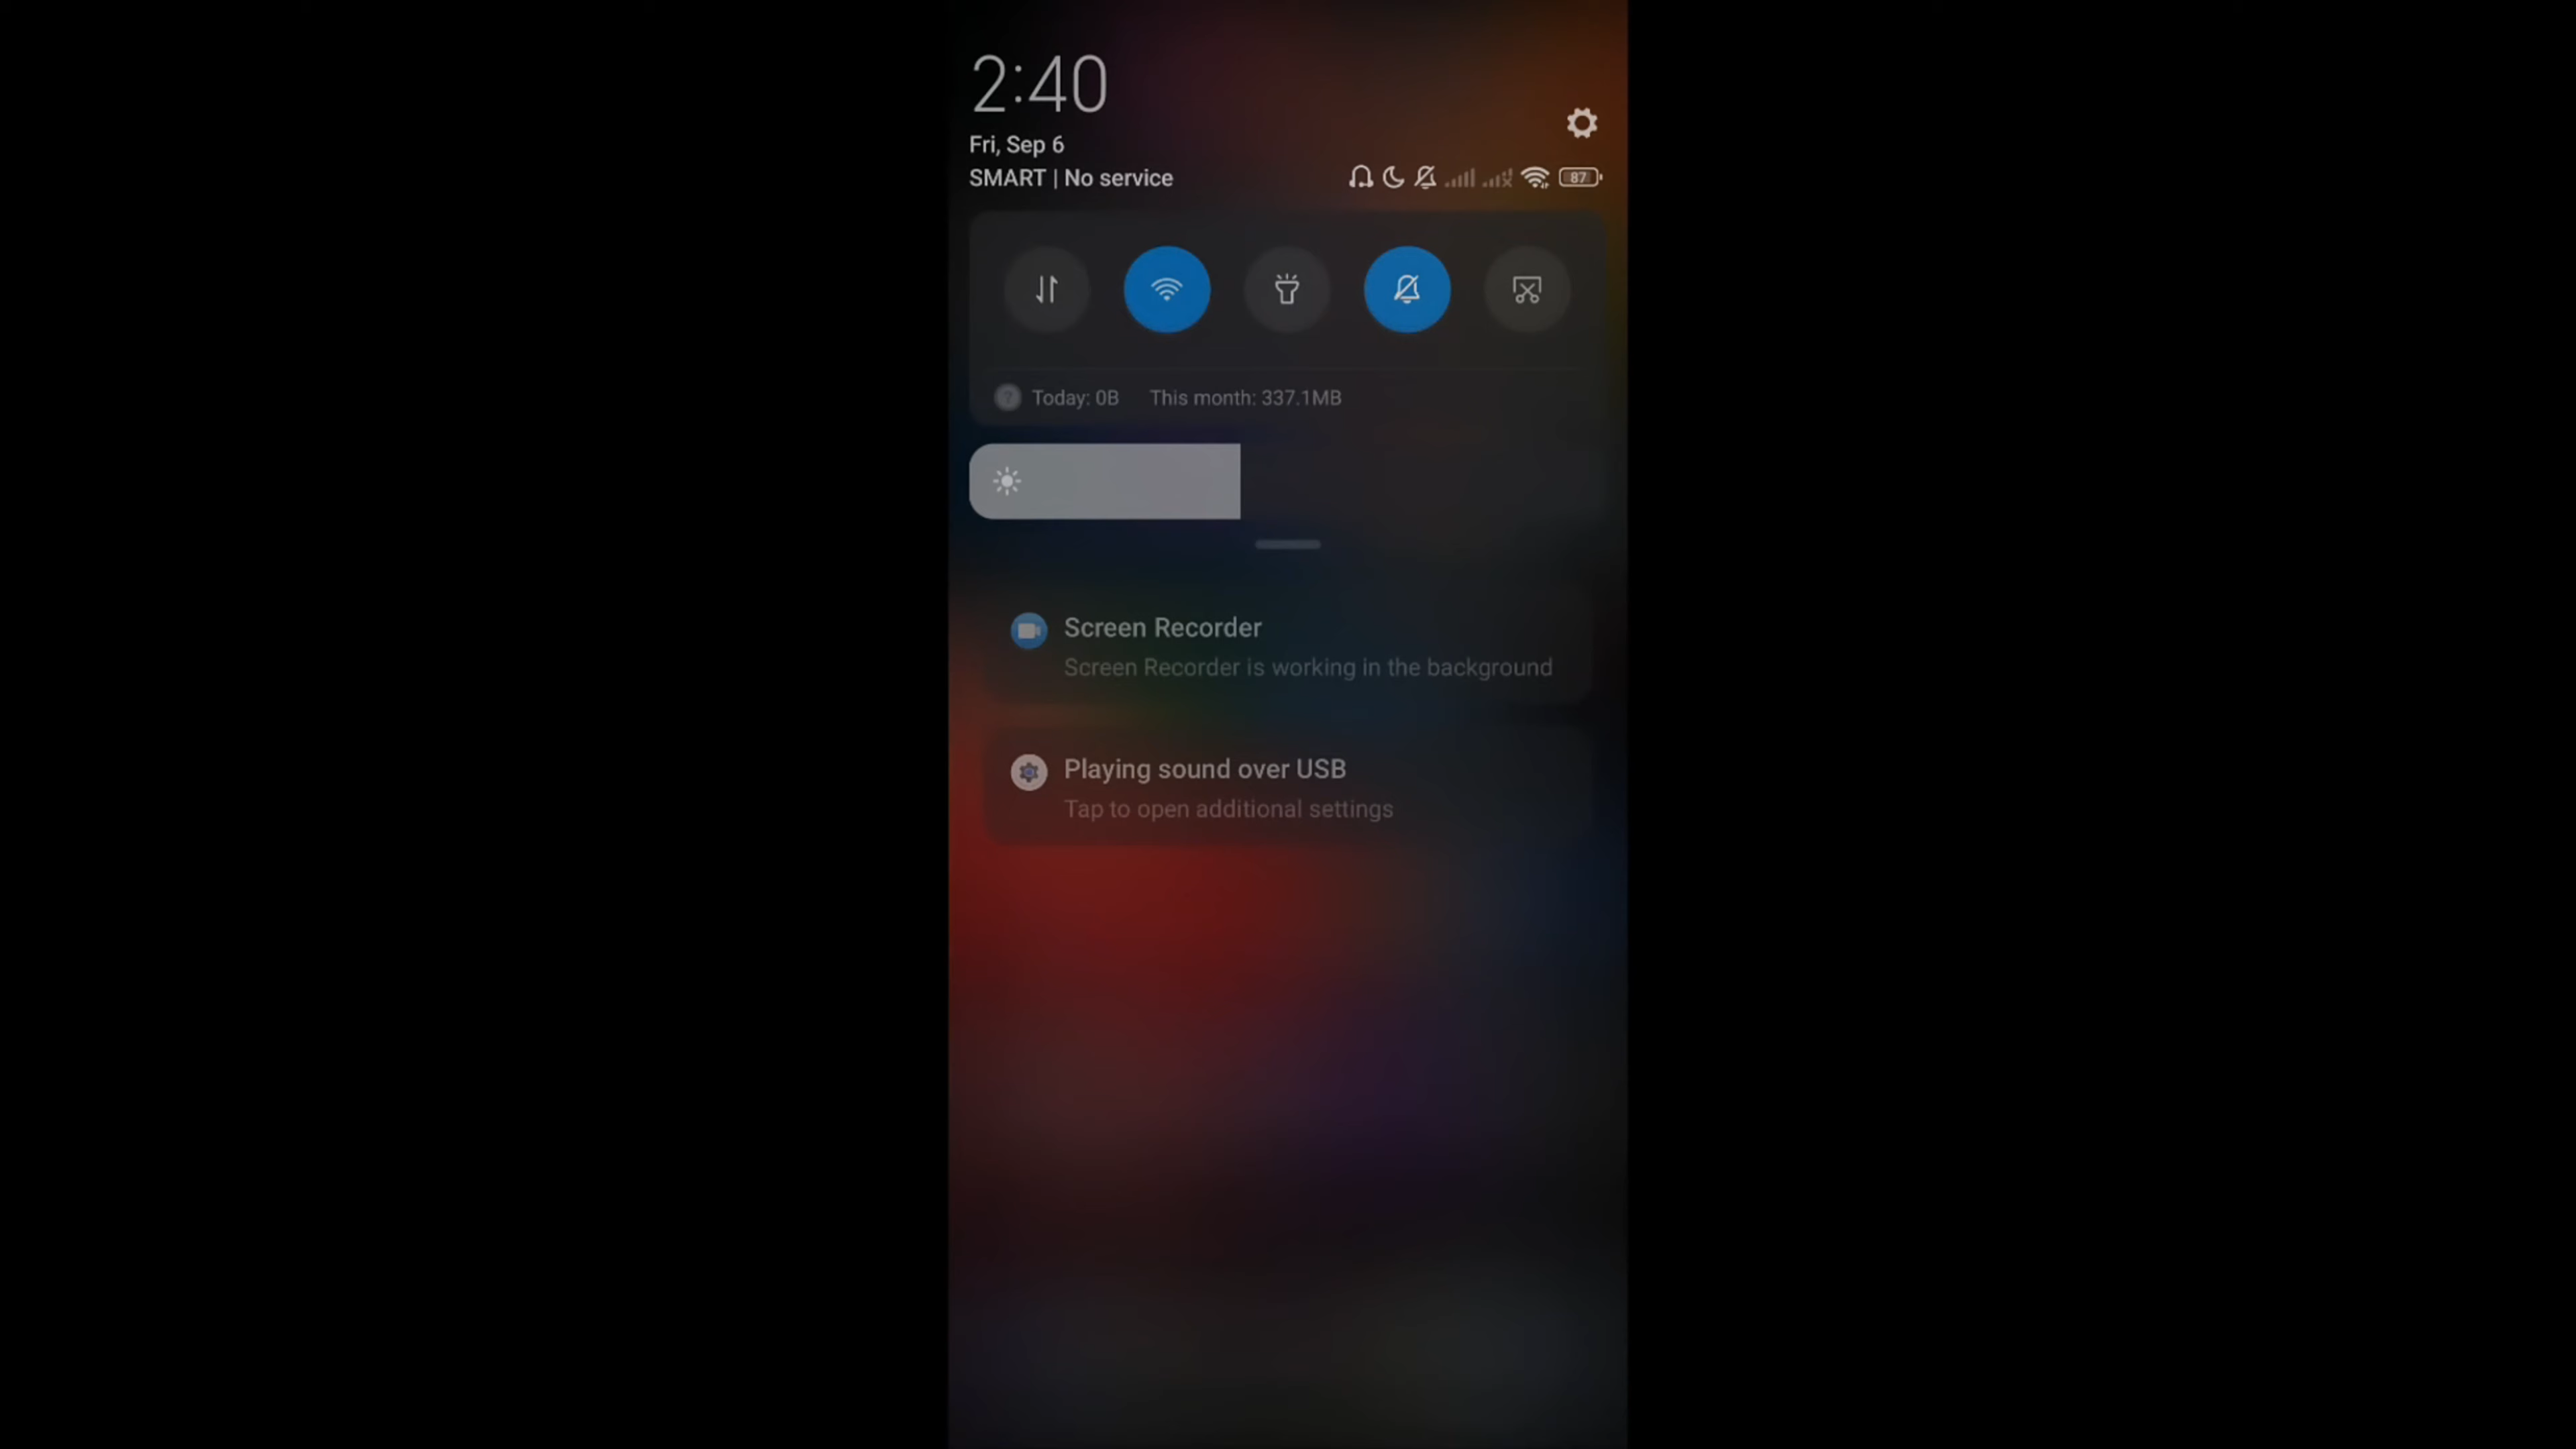 2:40
Fri, Sep 6
SMART | No service
87
Today: 0B This month: 337.1MB
Screen Recorder
Screen Recorder is working in the background
Playing sound over USB
Tap to open additional settings